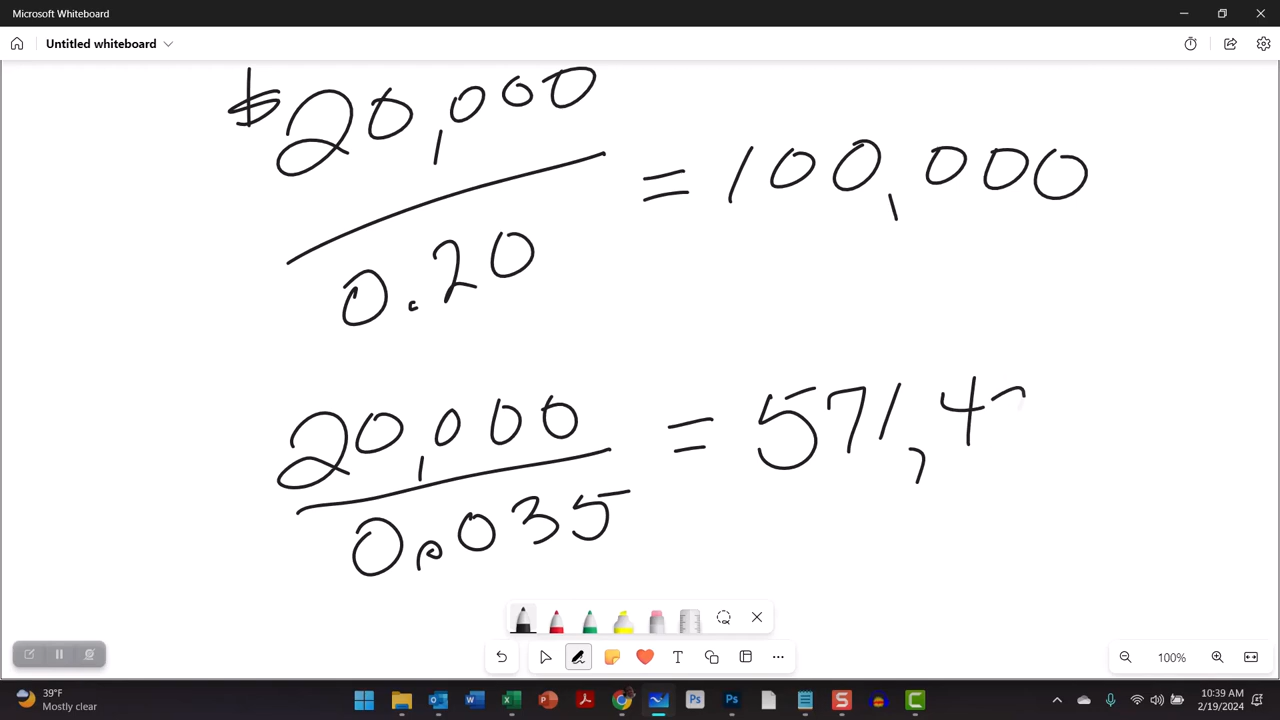 Microsoft Whiteboard
Untitled whiteboard
$20,000
= 100,000
0.20
20,000
= 571,4
0.035
100%
39°F
Mostly clear
10:39 AM
2/19/2024